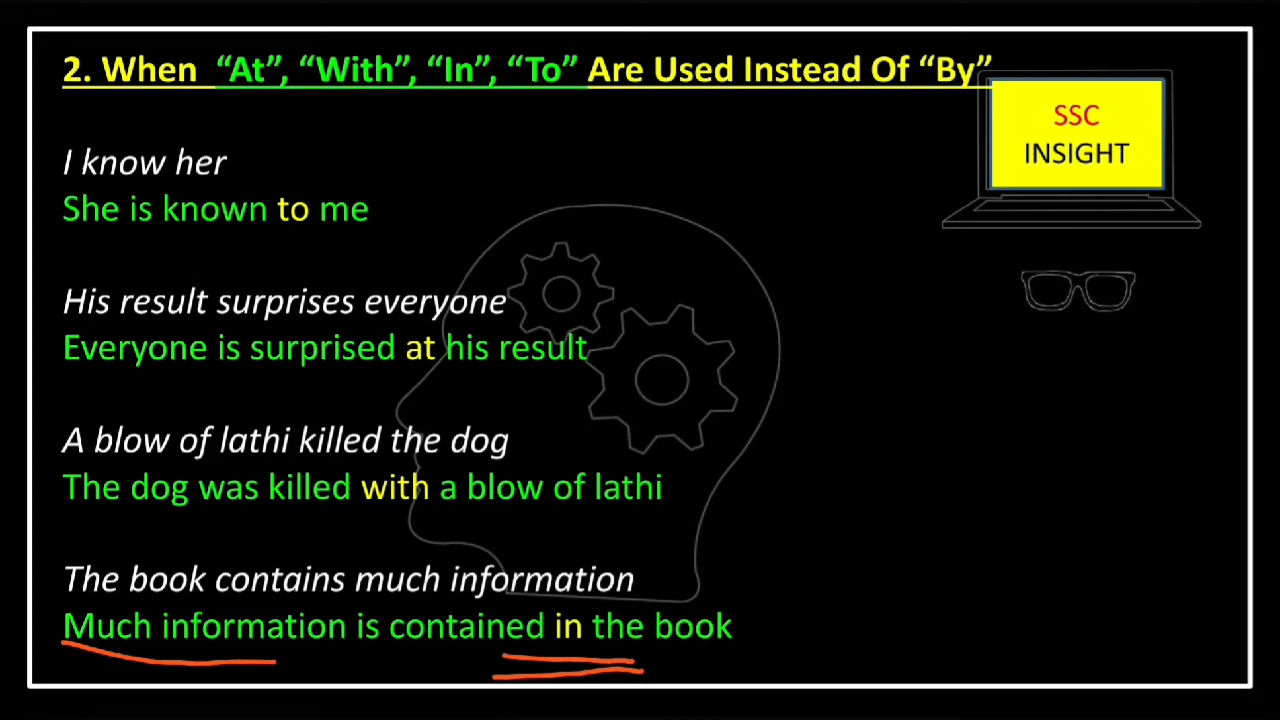 2. When “At”, “With”, “In”, “To” Are Used Instead Of “By”
SSC
INSIGHT
I know her
She is known to me
His result surprises everyone
Everyone is surprised at his result
A blow of lathi killed the dog
The dog was killed with a blow of lathi
The book contains much information
Much information is contained in the book